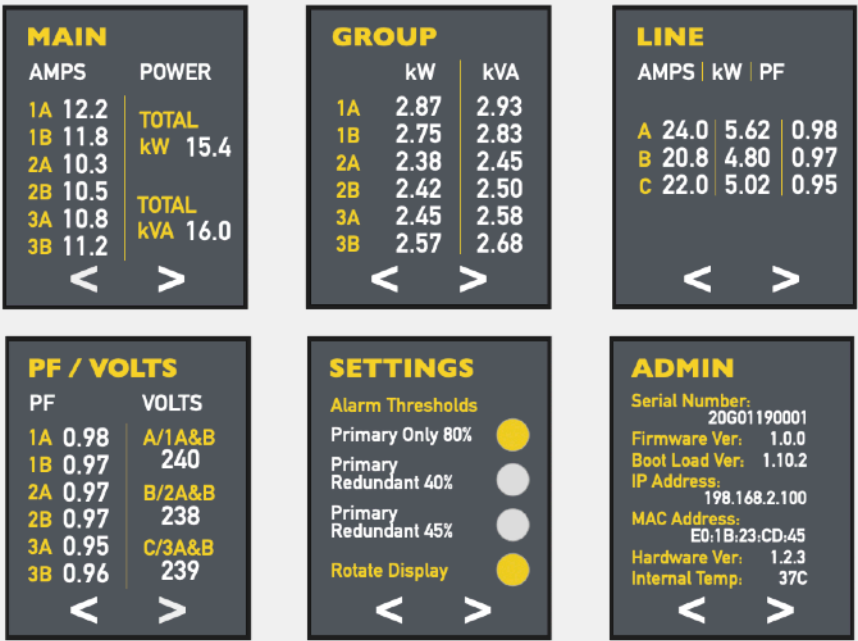 MAIN
AMPS POWER
1A 12.2
1B 11.8
2A 10.3
2B 10.5
3A 10.8
3B 11.2
TOTAL
kW 15.4
TOTAL
kVA 16.0
< >
GROUP
kW kVA
1A 2.87 2.93
1B 2.75 2.83
2A 2.38 2.45
2B 2.42 2.50
3A 2.45 2.58
3B 2.57 2.68
< >
LINE
AMPS | kW | PF
A 24.0 5.62 0.98
B 20.8 4.80 0.97
C 22.0 5.02 0.95
< >
PF / VOLTS
PF VOLTS
1A 0.98
1B 0.97
2A 0.97
2B 0.97
3A 0.95
3B 0.96
A/1A&B
240
B/2A&B
238
C/3A&B
239
< >
SETTINGS
Alarm Thresholds
Primary Only 80%
Primary
Redundant 40%
Primary
Redundant 45%
Rotate Display
< >
ADMIN
Serial Number:
20G01190001
Firmware Ver: 1.0.0
Boot Load Ver: 1.10.2
IP Address:
198.168.2.100
MAC Address:
E0:1B:23:CD:45
Hardware Ver: 1.2.3
Internal Temp: 37C
< >